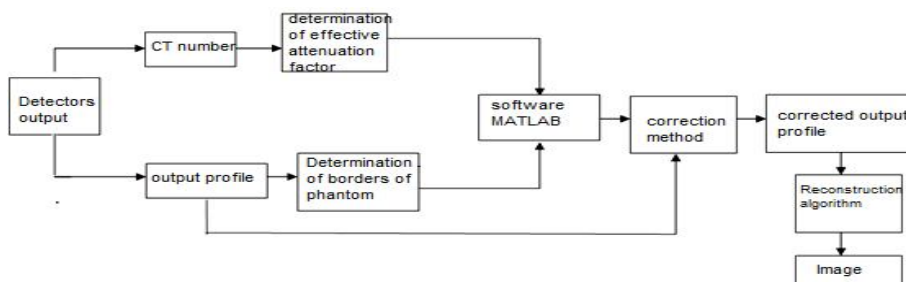 Detectors
output
CT number
determination
of effective
attenuation
factor
output profile
Determination
of borders of
phantom
software
MATLAB
correction
method
corrected output
profile
Reconstruction
algorithm
Image